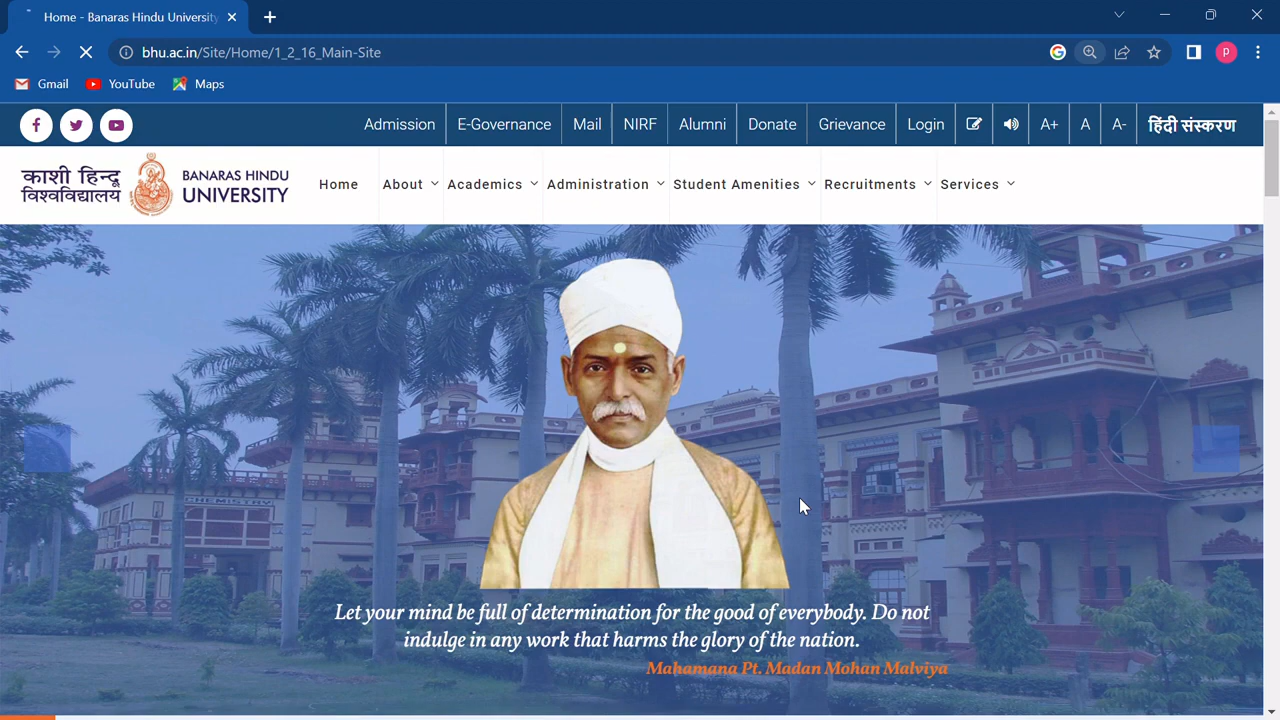 Home - Banaras Hindu University
bhu.ac.in/Site/Home/1_2_16_Main-Site
P
Gmail YouTube Maps
Admission E-Governance Mail NIRF Alumni Donate Grievance Login A+ A A- हिंदी संस्करण
काशी हिन्दू
विश्वविद्यालय
BANARAS HINDU
UNIVERSITY
Home About Academics Administration Student Amenities Recruitments Services
CHEMISTRY
Let your mind be full of determination for the good of everybody. Do not
indulge in any work that harms the glory of the nation.
Mahamana Pt. Madan Mohan Malviya